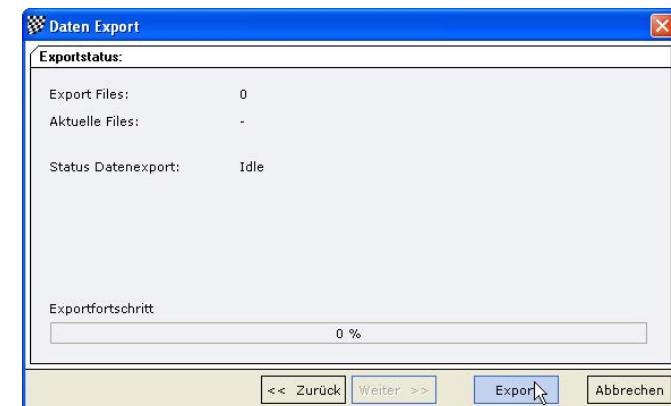 Daten Export
Exportstatus:
Export Files: 0
Aktuelle Files: -
Status Datenexport: Idle
Exportfortschritt
0 %
<< Zurück Weiter >> Export Abbrechen